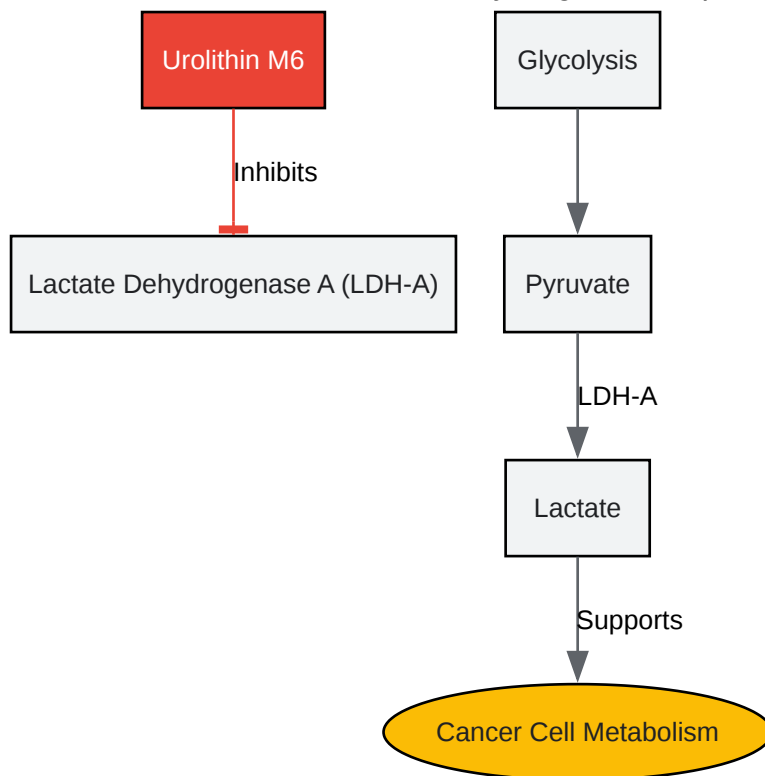 Urolithin M6
Glycolysis
Inhibits
Lactate Dehydrogenase A (LDH-A)
Pyruvate
LDH-A
Lactate
Supports
Cancer Cell Metabolism